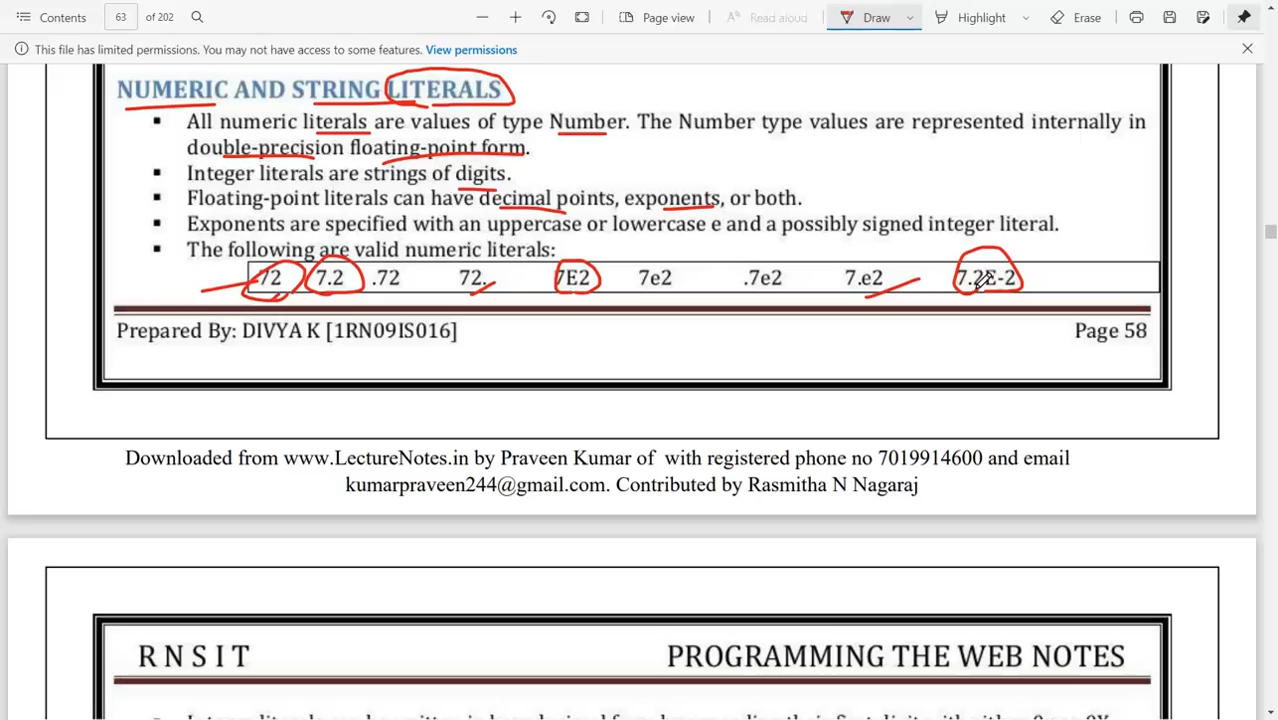 Contents 63 of 202 Page view Read aloud Draw Highlight Erase
This file has limited permissions. You may not have access to some features. View permissions
NUMERIC AND STRING LITERALS
▪ All numeric literals are values of type Number. The Number type values are represented internally in
double-precision floating-point form.
▪ Integer literals are strings of digits.
▪ Floating-point literals can have decimal points, exponents, or both.
▪ Exponents are specified with an uppercase or lowercase e and a possibly signed integer literal.
▪ The following are valid numeric literals:
72 7.2 .72 72. 7E2 7e2 .7e2 7.e2 7.2E-2
Prepared By: DIVYA K [1RN09IS016] Page 58
Downloaded from www.LectureNotes.in by Praveen Kumar of with registered phone no 7019914600 and email
kumarpraveen244@gmail.com. Contributed by Rasmitha N Nagaraj
R N S I T PROGRAMMING THE WEB NOTES